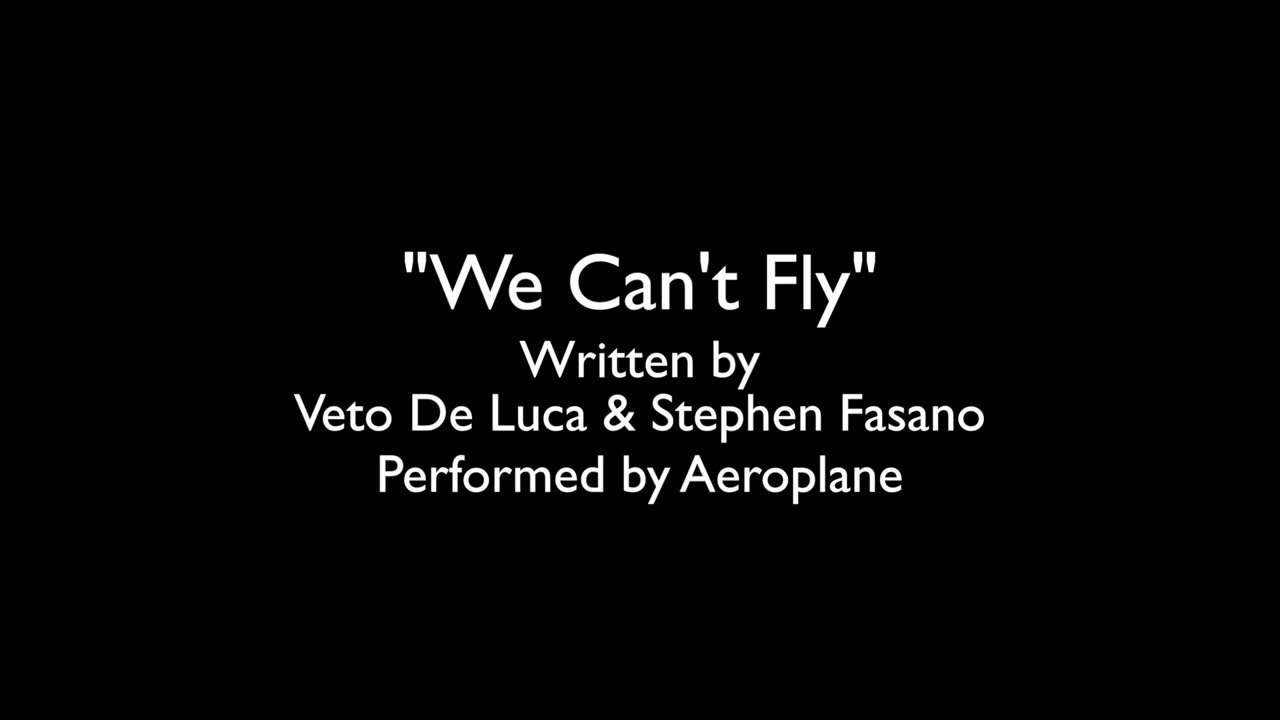 "We Can't Fly"
Written by
Veto De Luca & Stephen Fasano
Performed by Aeroplane